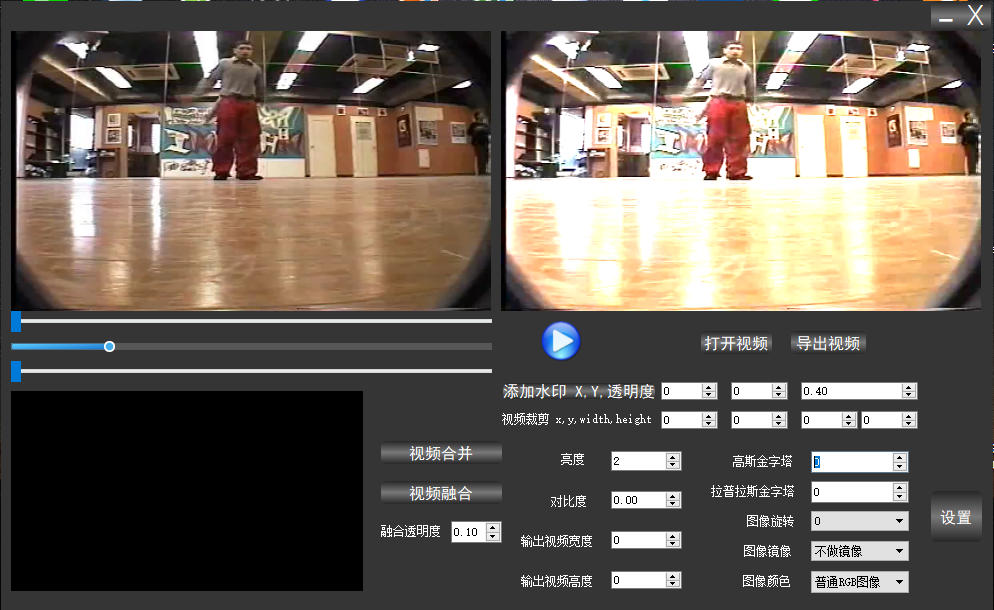 打开视频 导出视频
添加水印 X,Y,透明度 0 0 0.40
视频裁剪 x,y,width,height 0 0 0 0
视频合并
亮度 2 高斯金字塔 0
视频融合
对比度 0.00 拉普拉斯金字塔 0
融合透明度 0.10
图像旋转 0
设置
输出视频宽度 0 图像镜像 不做镜像
输出视频高度 0 图像颜色 普通RGB图像